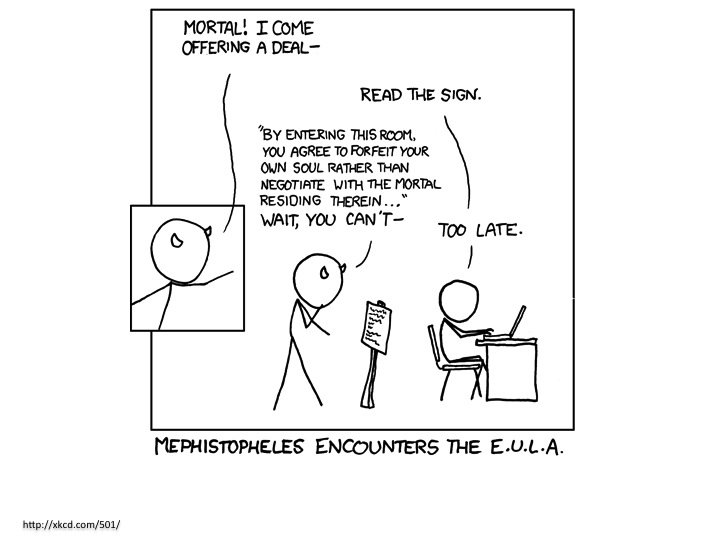 MORTAL! I COME
OFFERING A DEAL—
READ THE SIGN.
"BY ENTERING THIS ROOM,
YOU AGREE TO FORFEIT YOUR
OWN SOUL RATHER THAN
NEGOTIATE WITH THE MORTAL
RESIDING THEREIN..."
WAIT, YOU CAN'T—
TOO LATE.
MEPHISTOPHELES ENCOUNTERS THE E.U.L.A.
http://xkcd.com/501/